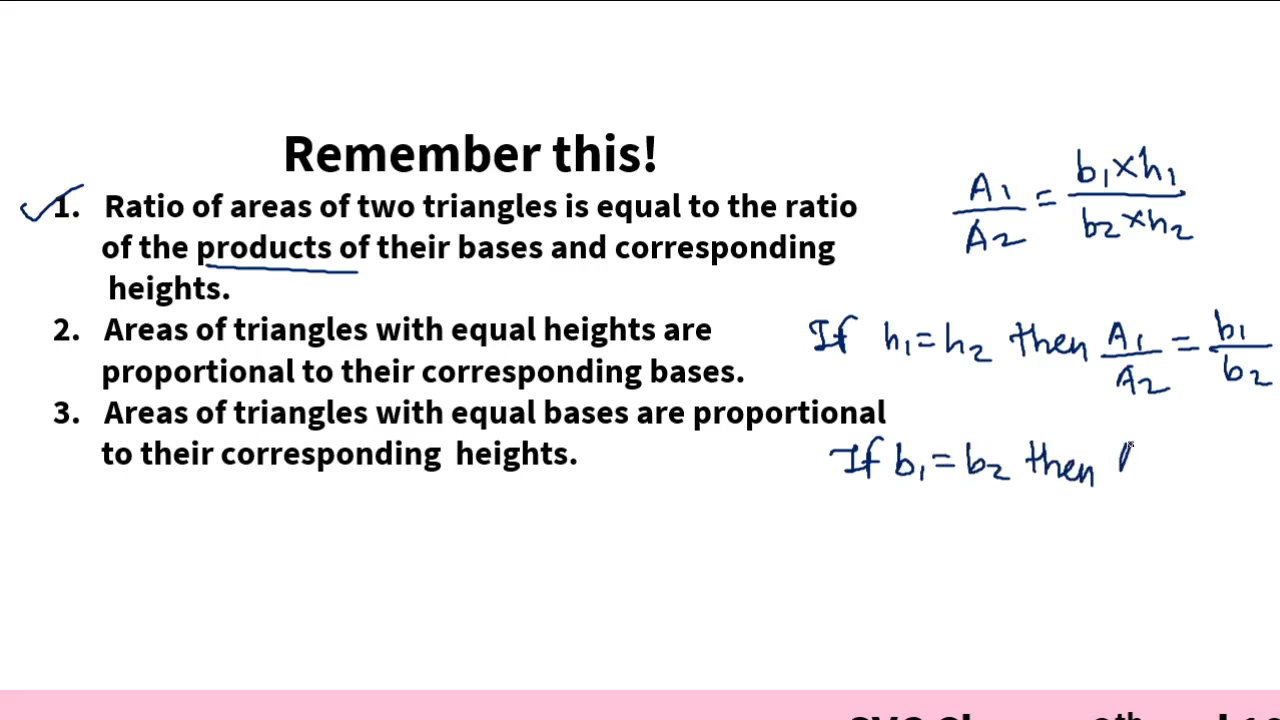 Remember this!
1. Ratio of areas of two triangles is equal to the ratio
of the products of their bases and corresponding
heights.
A1/A2 = b1×h1/b2×h2
2. Areas of triangles with equal heights are
proportional to their corresponding bases.
If h1=h2 then A1/A2 = b1/b2
3. Areas of triangles with equal bases are proportional
to their corresponding heights.
If b1=b2 then